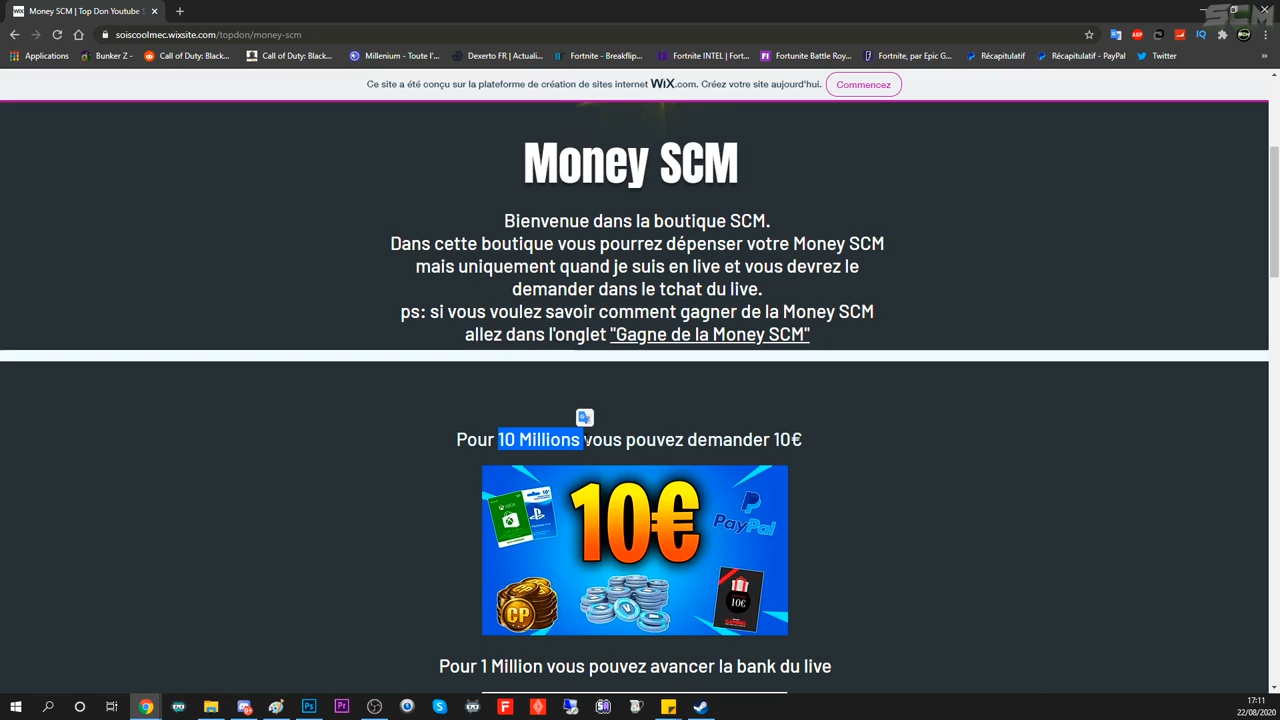 Money SCM | Top Don Youtube S
SCM
soiscoolmec.wixsite.com/topdon/money-scm
Applications
Bunker Z -
Call of Duty: Black...
Call of Duty: Black...
Millenium - Toute l'...
Dexerto FR | Actuali...
Fortnite - Breakflip...
Fortnite INTEL | Fort...
Fortunite Battle Roy...
Fortnite, par Epic G...
Récapitulatif
Récapitulatif - PayPal
Twitter
Ce site a été conçu sur la plateforme de création de sites internet WiX.com. Créez votre site aujourd'hui.
Commencez
Money SCM
Bienvenue dans la boutique SCM.
Dans cette boutique vous pourrez dépenser votre Money SCM
mais uniquement quand je suis en live et vous devrez le
demander dans le tchat du live.
ps: si vous voulez savoir comment gagner de la Money SCM
allez dans l'onglet "Gagne de la Money SCM"
Pour 10 Millions vous pouvez demander 10€
10€
XBOX
PayPal
CP
V
10€
Pour 1 Million vous pouvez avancer la bank du live
17:11
22/08/2020